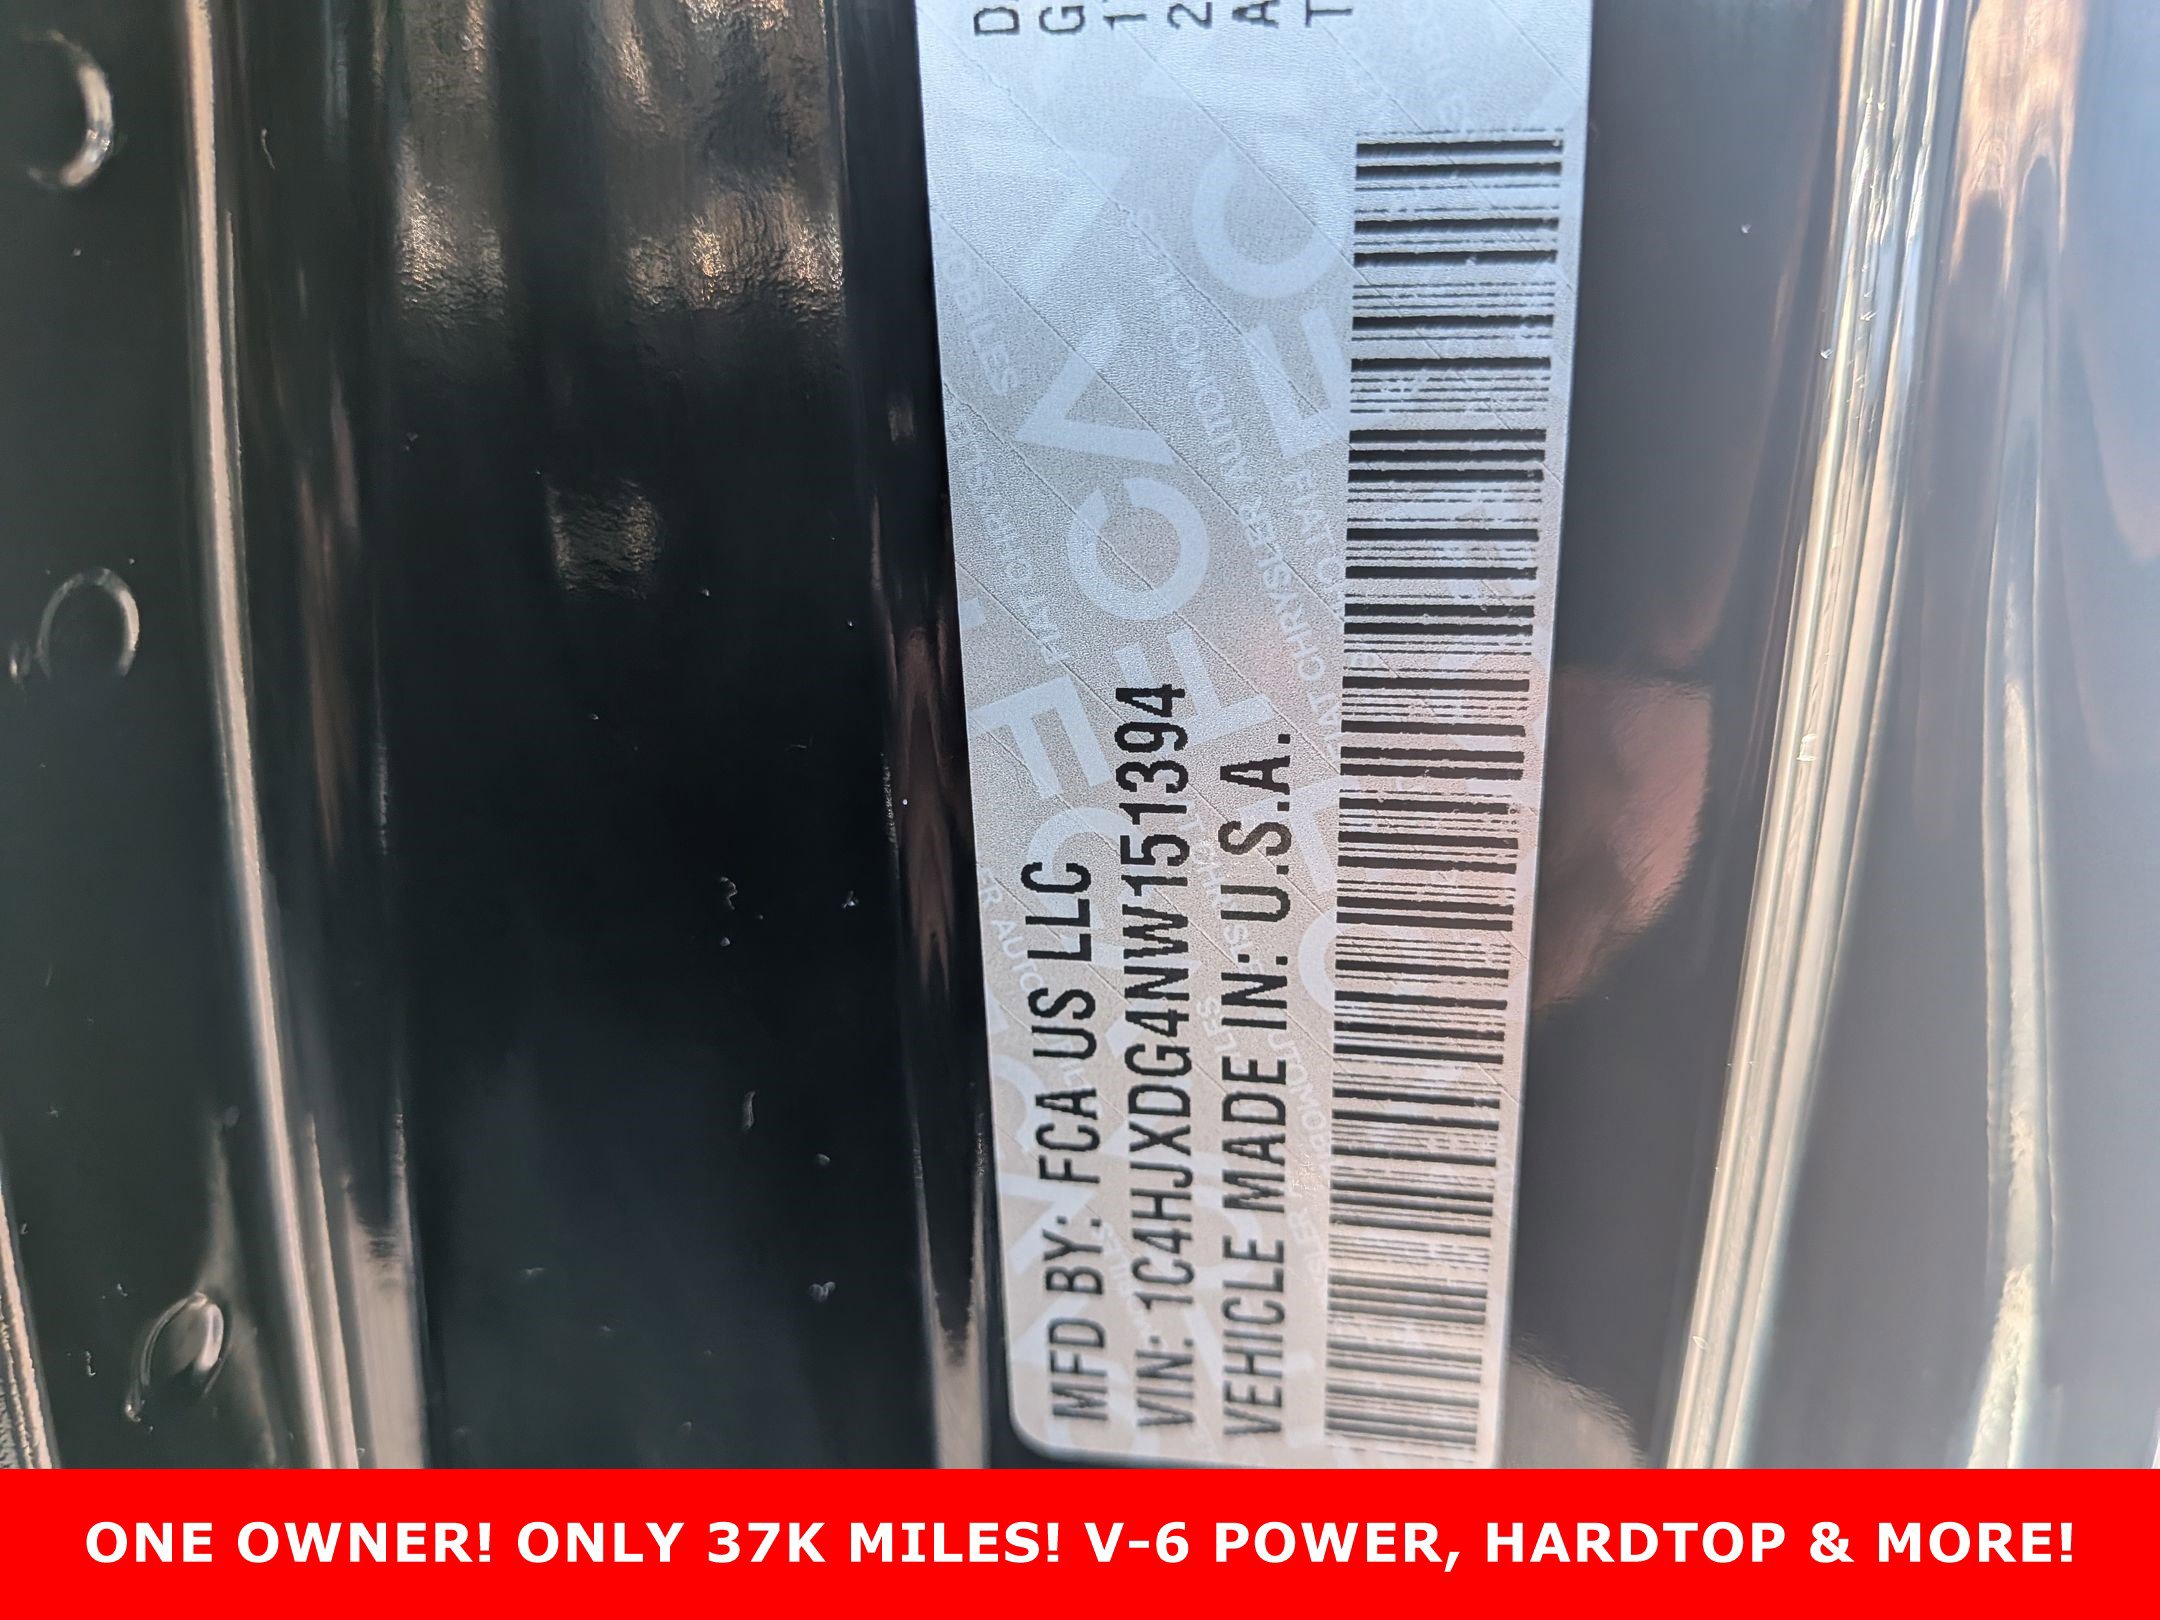 MFD BY: FCA US LLC
VIN: 1C4HJXDG4NW151394
VEHICLE MADE IN: U.S.A.
ONE OWNER! ONLY 37K MILES! V-6 POWER, HARDTOP & MORE!